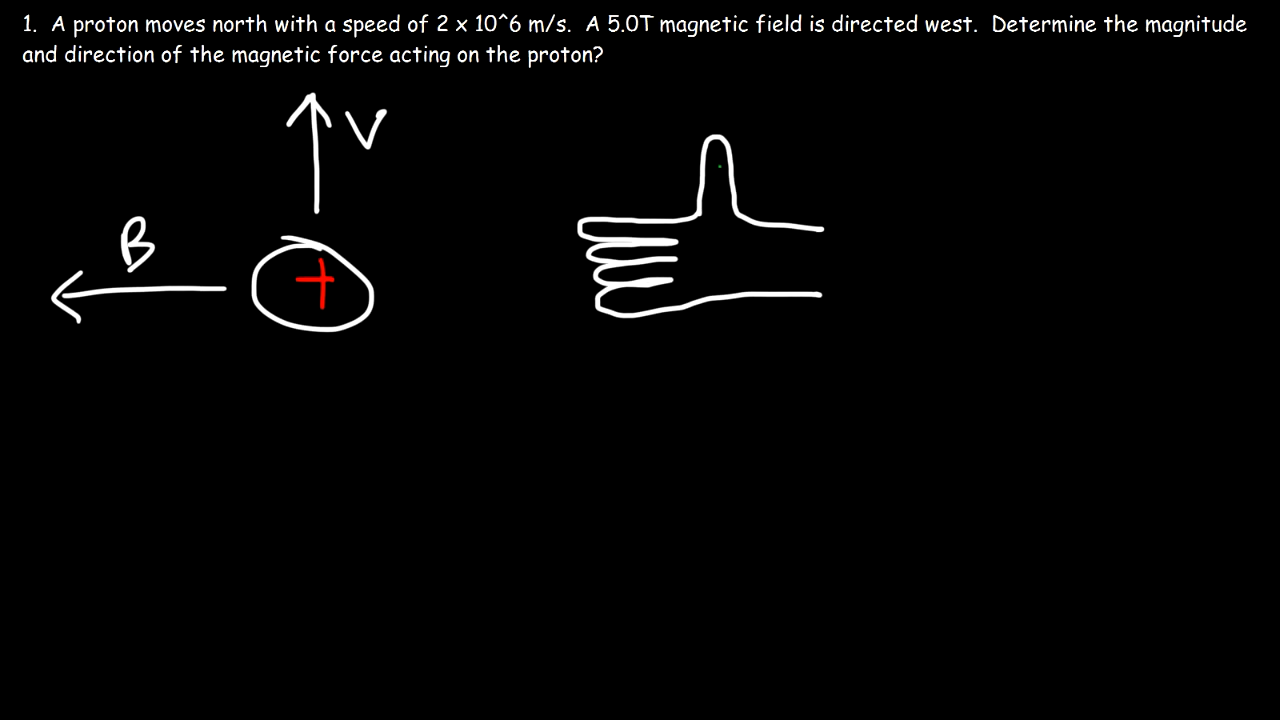 1. A proton moves north with a speed of 2 x 10^6 m/s. A 5.0T magnetic field is directed west. Determine the magnitude
and direction of the magnetic force acting on the proton?
V
B
+